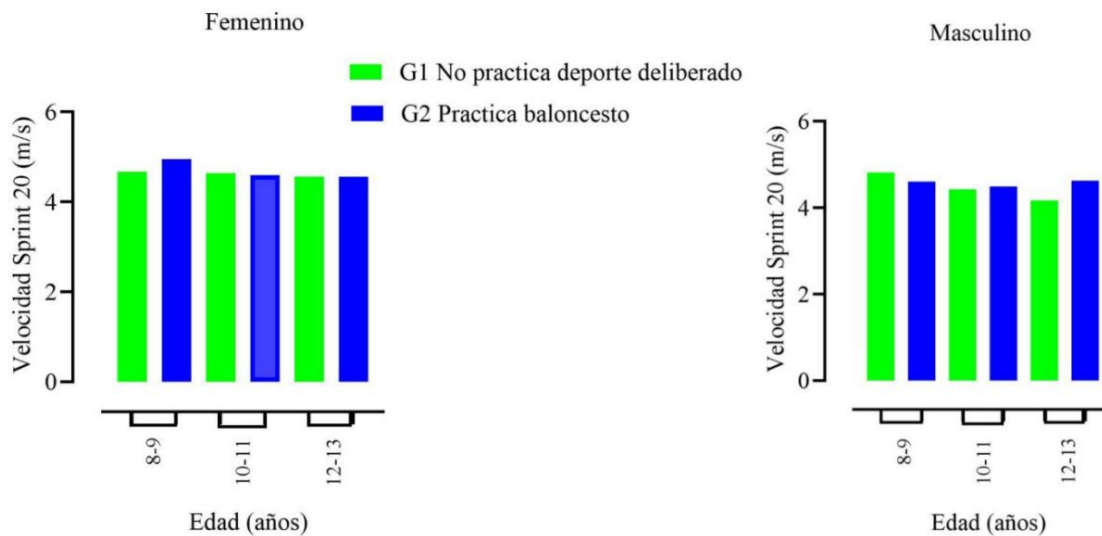 Femenino
G1 No practica deporte deliberado
G2 Practica baloncesto
Velocidad Sprint 20 (m/s)
6
4
2
0
8-9
10-11
12-13
Edad (años)
Masculino
Velocidad Sprint 20 (m/s)
6
4
2
0
8-9
10-11
12-13
Edad (años)